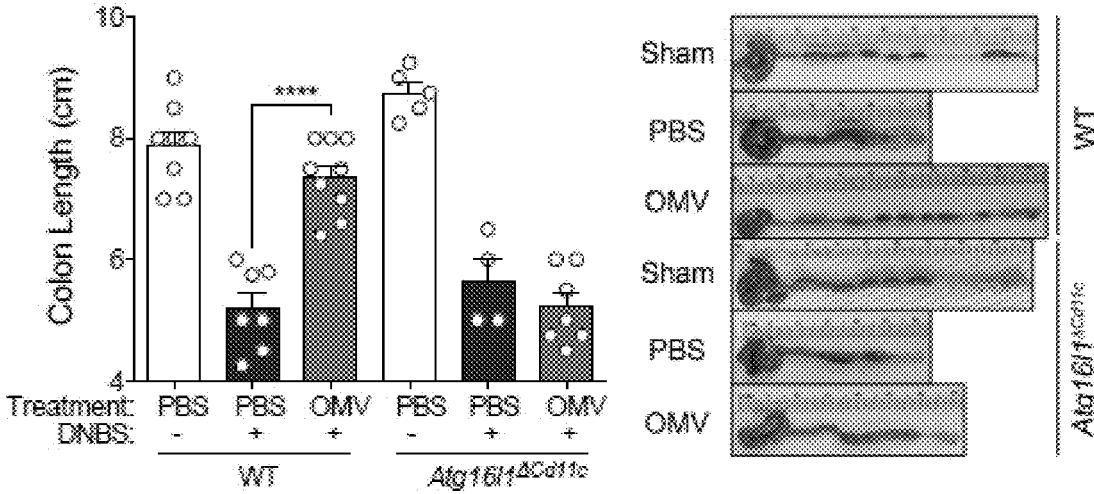 10
8
6
4
Colon Length (cm)
****
Treatment: PBS PBS OMV PBS PBS OMV
DNBS: - + + - + +
WT Atg16l1ΔCd11c
Sham
PBS
OMV
Sham
PBS
OMV
WT
Atg16l1ΔCd11c